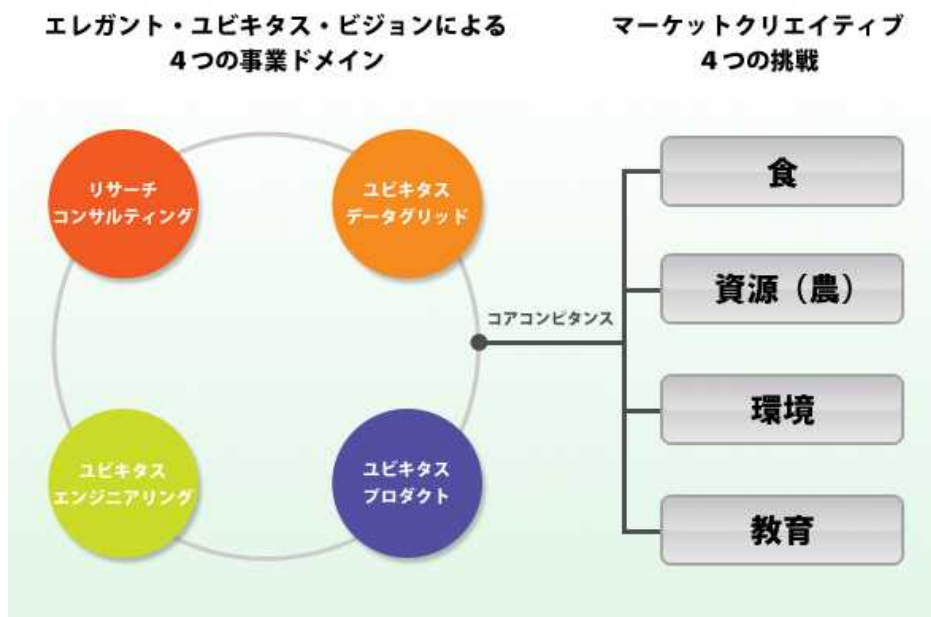 エレガント・ユビキタス・ビジョンによる
4つの事業ドメイン
マーケットクリエイティブ
4つの挑戦
リサーチ
コンサルティング
ユビキタス
データグリッド
ユビキタス
エンジニアリング
ユビキタス
プロダクト
コアコンピタンス
食
資源（農）
環境
教育